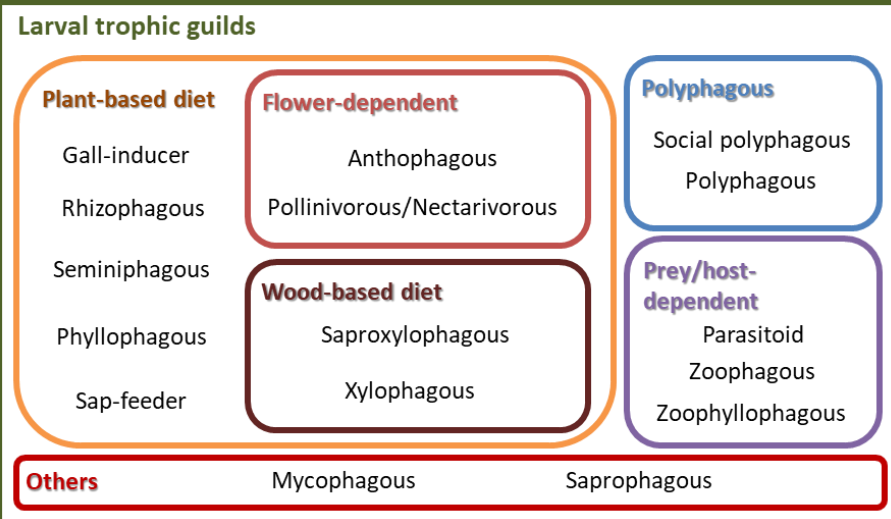 Larval trophic guilds
Plant-based diet
Gall-inducer
Rhizophagous
Seminiphagous
Phyllophagous
Sap-feeder
Flower-dependent
Anthophagous
Pollinivorous/Nectarivorous
Wood-based diet
Saproxylophagous
Xylophagous
Polyphagous
Social polyphagous
Polyphagous
Prey/host-
dependent
Parasitoid
Zoophagous
Zoophyllophagous
Others
Mycophagous
Saprophagous